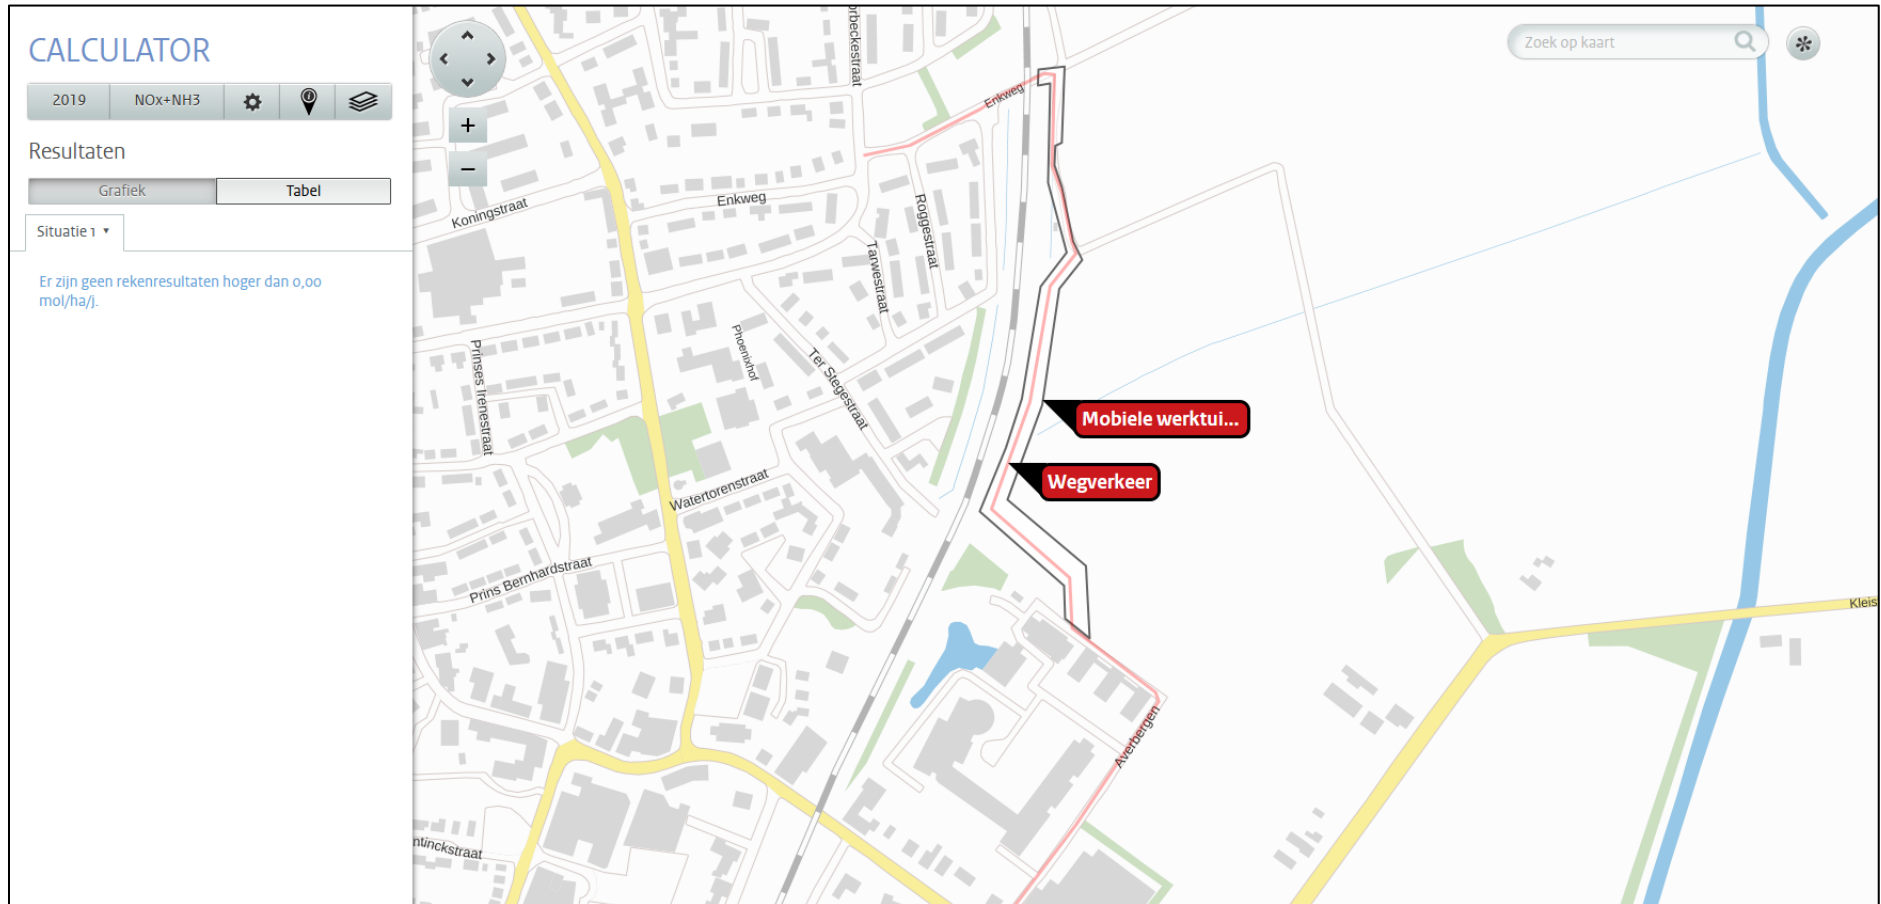 CALCULATOR
2019
NOx+NH3
Resultaten
Grafiek
Tabel
Situatie 1
Er zijn geen rekenresultaten hoger dan 0,00
mol/ha/j.
Zoek op kaart
orbeckestraat
Enkweg
Koningstraat
Enkweg
Roggestraat
Tarwestraat
Phoenixhof
Ter Stegestraat
Prinses Irenestraat
Mobiele werktui...
Wegverkeer
Watertorenstraat
Prins Bernhardstraat
Kleis
Averbergen
ntinckstraat